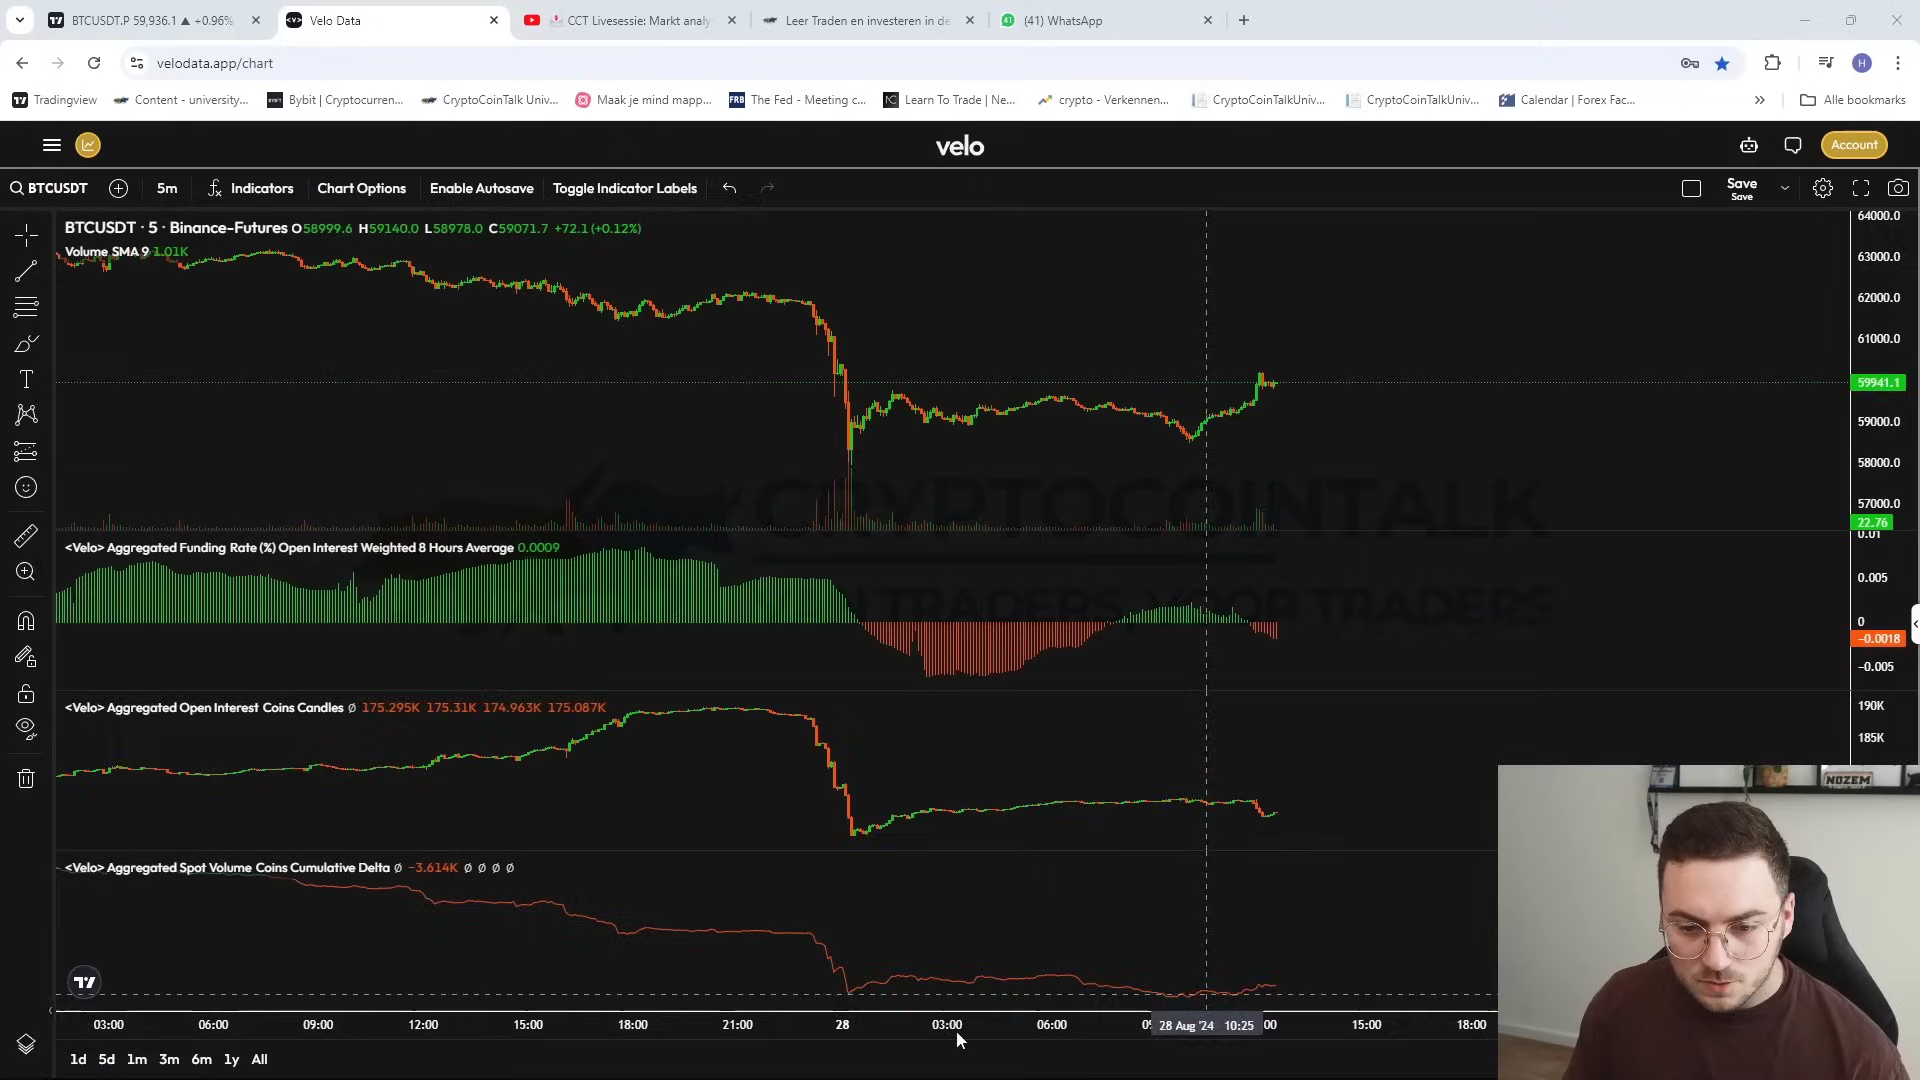 BTCUSDT.P 59,936.1 ▲ +0.96%
Velo Data
CCT Livesessie: Markt analy
Leer Traden en investeren in de
(41) WhatsApp
velodata.app/chart
H
Tradingview
Content - university...
Bybit | Cryptocurren...
CryptoCoinTalk Univ...
Maak je mind mapp...
FRB
The Fed - Meeting c...
Learn To Trade | Ne...
crypto - Verkennen...
CryptoCoinTalkUniv...
CryptoCoinTalkUniv...
Calendar | Forex Fac...
»
Alle bookmarks
velo
Account
BTCUSDT
5m
Indicators
Chart Options
Enable Autosave
Toggle Indicator Labels
Save
Save
BTCUSDT · 5 · Binance-Futures O58999.6 H59140.0 L58978.0 C59071.7 +72.1 (+0.12%)
Volume SMA 9 1.01K
64000.0
63000.0
62000.0
61000.0
59941.1
59000.0
58000.0
57000.0
22.76
CRYPTOCOINTALK
TRADERS, VOOR TRADERS
<Velo> Aggregated Funding Rate (%) Open Interest Weighted 8 Hours Average 0.0009
0.01
0.005
0
−0.0018
−0.005
<Velo> Aggregated Open Interest Coins Candles ∅ 175.295K 175.31K 174.963K 175.087K
190K
185K
NOZEM
<Velo> Aggregated Spot Volume Coins Cumulative Delta ∅ −3.614K ∅ ∅ ∅ ∅
03:00 06:00 09:00 12:00 15:00 18:00 21:00 28 03:00 06:00 28 Aug '24 10:25 15:00 18:00
1d 5d 1m 3m 6m 1y All